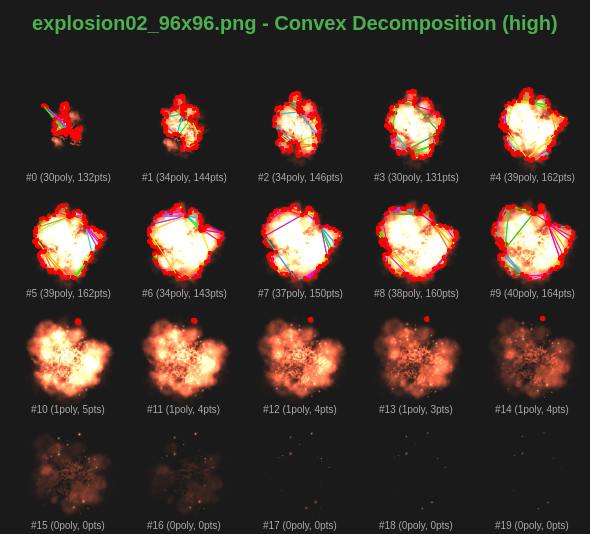 explosion02_96x96.png - Convex Decomposition (high)
#0 (30poly, 132pts) #1 (34poly, 144pts) #2 (34poly, 146pts) #3 (30poly, 131pts) #4 (39poly, 162pts)
#5 (39poly, 162pts) #6 (34poly, 143pts) #7 (37poly, 150pts) #8 (38poly, 160pts) #9 (40poly, 164pts)
#10 (1poly, 5pts) #11 (1poly, 4pts) #12 (1poly, 4pts) #13 (1poly, 3pts) #14 (1poly, 4pts)
#15 (0poly, 0pts) #16 (0poly, 0pts) #17 (0poly, 0pts) #18 (0poly, 0pts) #19 (0poly, 0pts)